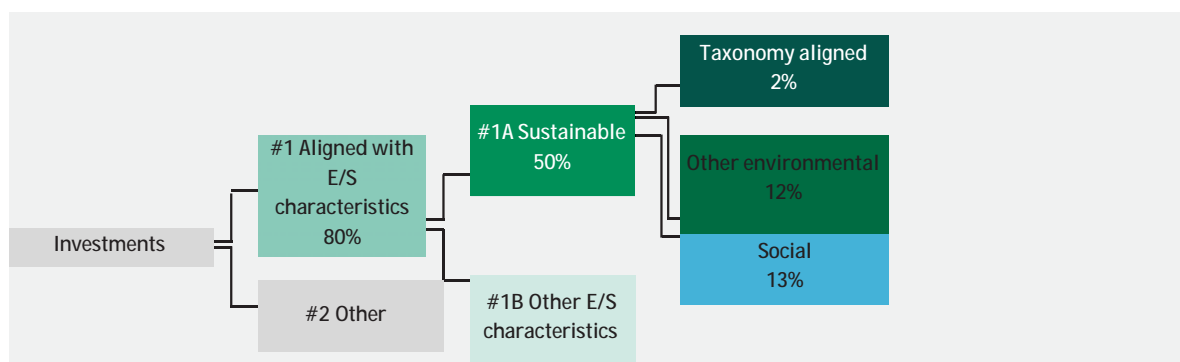 Investments
#1 Aligned with
E/S
characteristics
80%
#2 Other
#1A Sustainable
50%
#1B Other E/S
characteristics
Taxonomy aligned
2%
Other environmental
12%
Social
13%